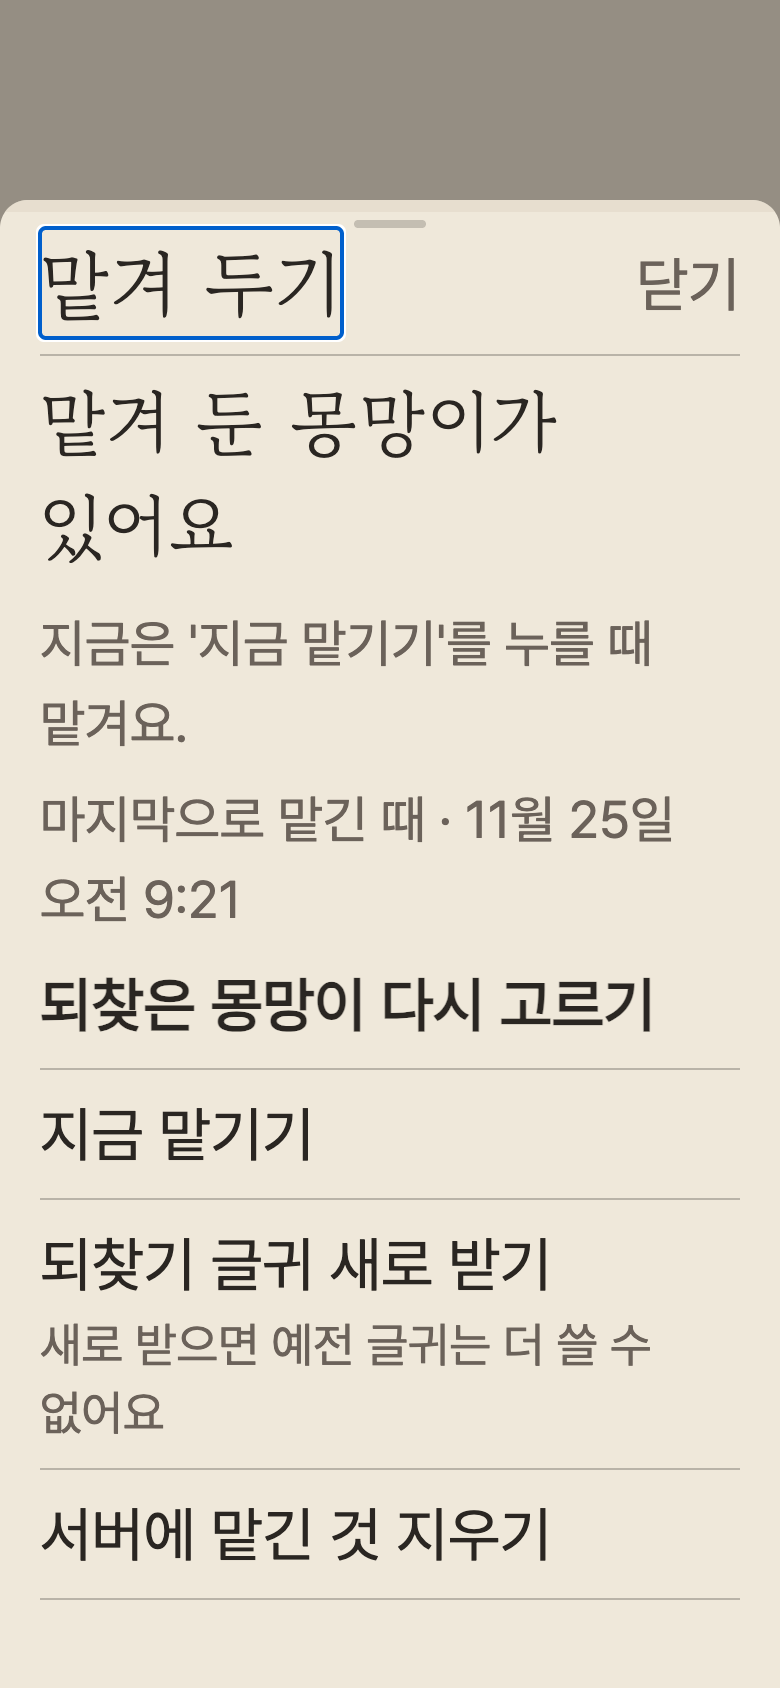 맡겨 두기
닫기
맡겨 둔 몽망이가
있어요
지금은 '지금 맡기기'를 누를 때
맡겨요.
마지막으로 맡긴 때 · 11월 25일
오전 9:21
되찾은 몽망이 다시 고르기
지금 맡기기
되찾기 글귀 새로 받기
새로 받으면 예전 글귀는 더 쓸 수
없어요
서버에 맡긴 것 지우기